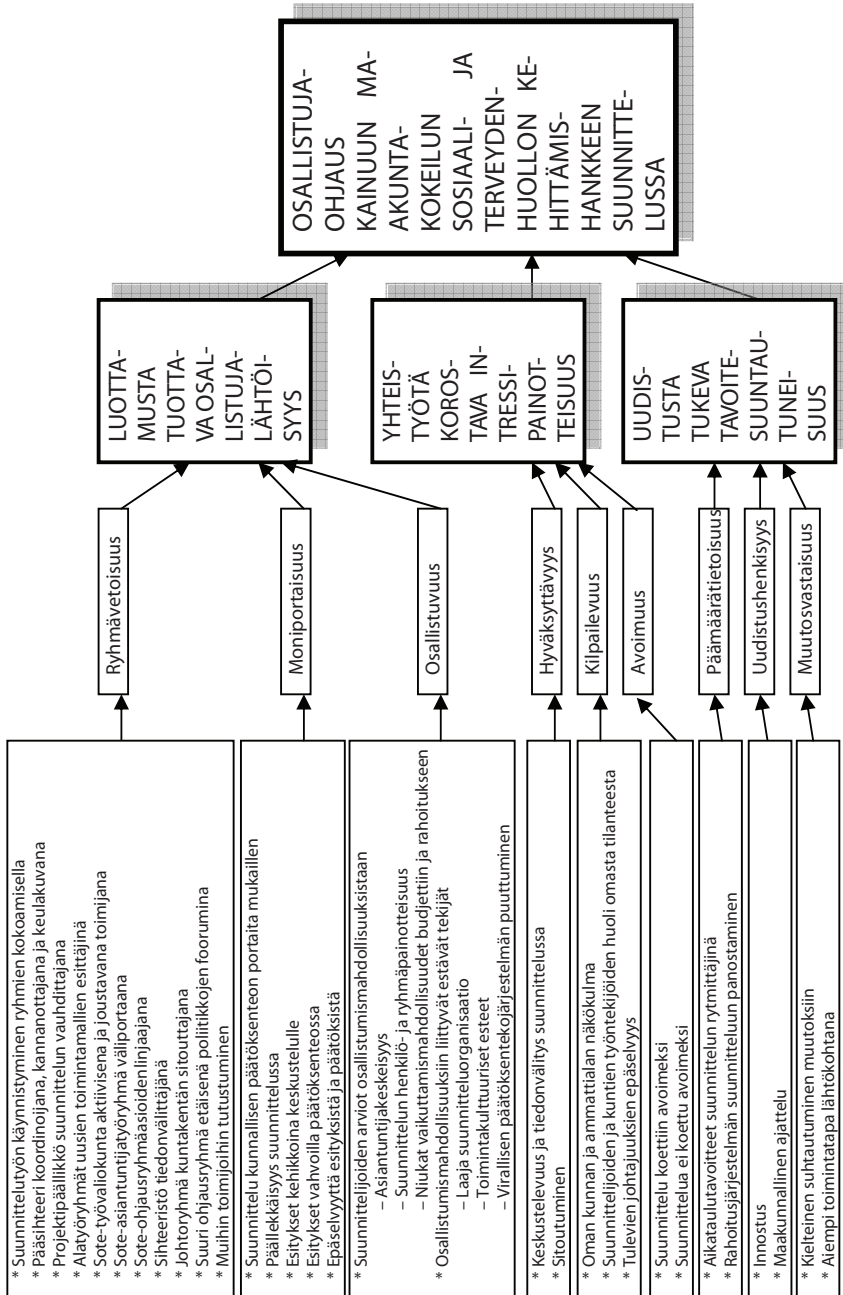 * Suunnittelutyön käynnistyminen ryhmien kokoamisella
* Pääsihteeri koordinoijana, kannanottajana ja keulakuvana
* Projektipäällikkö suunnittelun vauhdittajana
* Alatyöryhmät uusien toimintamallien esittäjinä
* Sote-työvaliokunta aktiivisena ja joustavana toimijana
* Sote-asiantuntijatyöryhmä väliportaana
* Sote-ohjausryhmäasioidenlinjaajana
* Sihteeristö tiedonvälittäjänä
* Johtoryhmä kuntakentän sitouttajana
* Suuri ohjausryhmä etäisenä poliitikkojen foorumina
* Muihin toimijoihin tutustuminen
* Suunnittelu kunnallisen päätöksenteon portaita mukaillen
* Päällekkäisyys suunnittelussa
* Esitykset kehikkoina keskustelulle
* Esitykset vahvoilla päätöksenteossa
* Epäselvyyttä esityksistä ja päätöksistä
* Suunnittelijoiden arviot osallistumismahdollisuuksistaan
– Asiantuntijakeskeisyys
– Suunnittelun henkilö- ja ryhmäpainotteisuus
– Niukat vaikuttamismahdollisuudet budjettiin ja rahoitukseen
* Osallistumismahdollisuuksiin liittyvät estävät tekijät
– Laaja suunnitteluorganisaatio
– Toimintakulttuuriset esteet
– Virallisen päätöksentekojärjestelmän puuttuminen
* Keskustelevuus ja tiedonvälitys suunnittelussa
* Sitoutuminen
* Oman kunnan ja ammattialan näkökulma
* Suunnittelijoiden ja kuntien työntekijöiden huoli omasta tilanteesta
* Tulevien johtajuuksien epäselvyys
* Suunnittelu koettiin avoimeksi
* Suunnittelua ei koettu avoimeksi
* Aikataulutavoitteet suunnittelun rytmittäjinä
* Rahoitusjärjestelmän suunnitteluun panostaminen
* Innostus
* Maakunnallinen ajattelu
* Kielteinen suhtautuminen muutoksiin
* Aiempi toimintatapa lähtökohtana
Ryhmävetoisuus
Moniportaisuus
Osallistuvuus
Hyväksyttävyys
Kilpailevuus
Avoimuus
Päämäärätietoisuus
Uudistushenkisyys
Muutosvastaisuus
LUOTTA-
MUSTA
TUOTTA-
VA OSAL-
LISTUJA-
LÄHTÖI-
SYYS
YHTEIS-
TYÖTÄ
KOROS-
TAVA IN-
TRESSI-
PAINOT-
TEISUUS
UUDIS-
TUSTA
TUKEVA
TAVOITE-
SUUNTAU-
TUNEI-
SUUS
OSALLISTUJA-
OHJAUS
KAINUUN MA-
AKUNTA-
KOKEILUN
SOSIAALI- JA
TERVEYDEN-
HUOLLON KE-
HITTÄMIS-
HANKKEEN
SUUNNITTE-
LUSSA